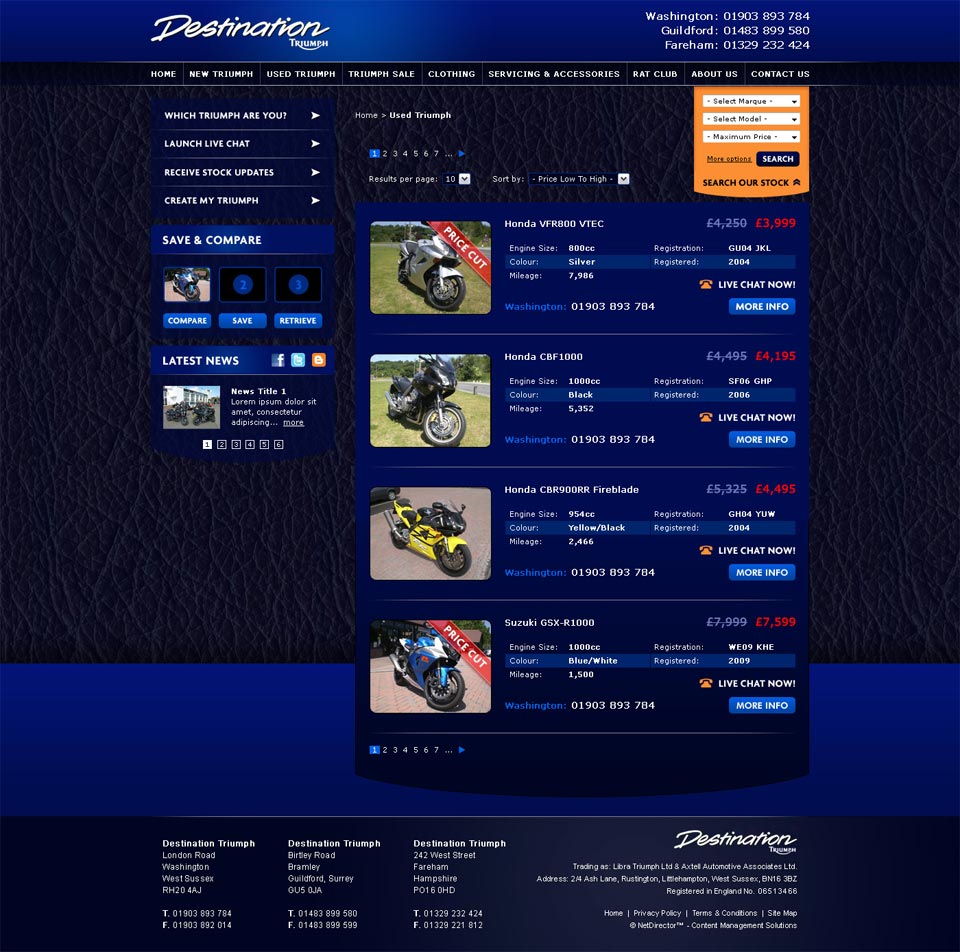 Destination
TRIUMPH
Washington: 01903 893 784
Guildford: 01483 899 580
Fareham: 01329 232 424
HOME NEW TRIUMPH USED TRIUMPH TRIUMPH SALE CLOTHING SERVICING & ACCESSORIES RAT CLUB ABOUT US CONTACT US
WHICH TRIUMPH ARE YOU?
LAUNCH LIVE CHAT
RECEIVE STOCK UPDATES
CREATE MY TRIUMPH
SAVE & COMPARE
2 3
COMPARE SAVE RETRIEVE
LATEST NEWS
News Title 1
Lorem ipsum dolor sit
amet, consectetur
adipiscing... more
1 2 3 4 5 6
Home > Used Triumph
- Select Marque -
- Select Model -
- Maximum Price -
More options SEARCH
SEARCH OUR STOCK
1 2 3 4 5 6 7 ...
Results per page: 10 Sort by: - Price Low To High -
PRICE CUT
Honda VFR800 VTEC £4,250 £3,999
Engine Size: 800cc Registration: GU04 JKL
Colour: Silver Registered: 2004
Mileage: 7,986
LIVE CHAT NOW!
Washington: 01903 893 784 MORE INFO
Honda CBF1000 £4,495 £4,195
Engine Size: 1000cc Registration: SF06 GHP
Colour: Black Registered: 2006
Mileage: 5,352
LIVE CHAT NOW!
Washington: 01903 893 784 MORE INFO
Honda CBR900RR Fireblade £5,325 £4,495
Engine Size: 954cc Registration: GH04 YUW
Colour: Yellow/Black Registered: 2004
Mileage: 2,466
LIVE CHAT NOW!
Washington: 01903 893 784 MORE INFO
PRICE CUT
Suzuki GSX-R1000 £7,999 £7,599
Engine Size: 1000cc Registration: WE09 KHE
Colour: Blue/White Registered: 2009
Mileage: 1,500
LIVE CHAT NOW!
Washington: 01903 893 784 MORE INFO
1 2 3 4 5 6 7 ...
Destination Triumph
London Road
Washington
West Sussex
RH20 4AJ
T. 01903 893 784
F. 01903 892 014
Destination Triumph
Birtley Road
Bramley
Guildford, Surrey
GU5 0JA
T. 01483 899 580
F. 01483 899 599
Destination Triumph
242 West Street
Fareham
Hampshire
PO16 0HD
T. 01329 232 424
F. 01329 221 812
Destination
TRIUMPH
Trading as: Libra Triumph Ltd & Axtell Automotive Associates Ltd.
Address: 2/4 Ash Lane, Rustington, Littlehampton, West Sussex, BN16 3BZ
Registered in England No. 06513466
Home | Privacy Policy | Terms & Conditions | Site Map
© NetDirector™ - Content Management Solutions